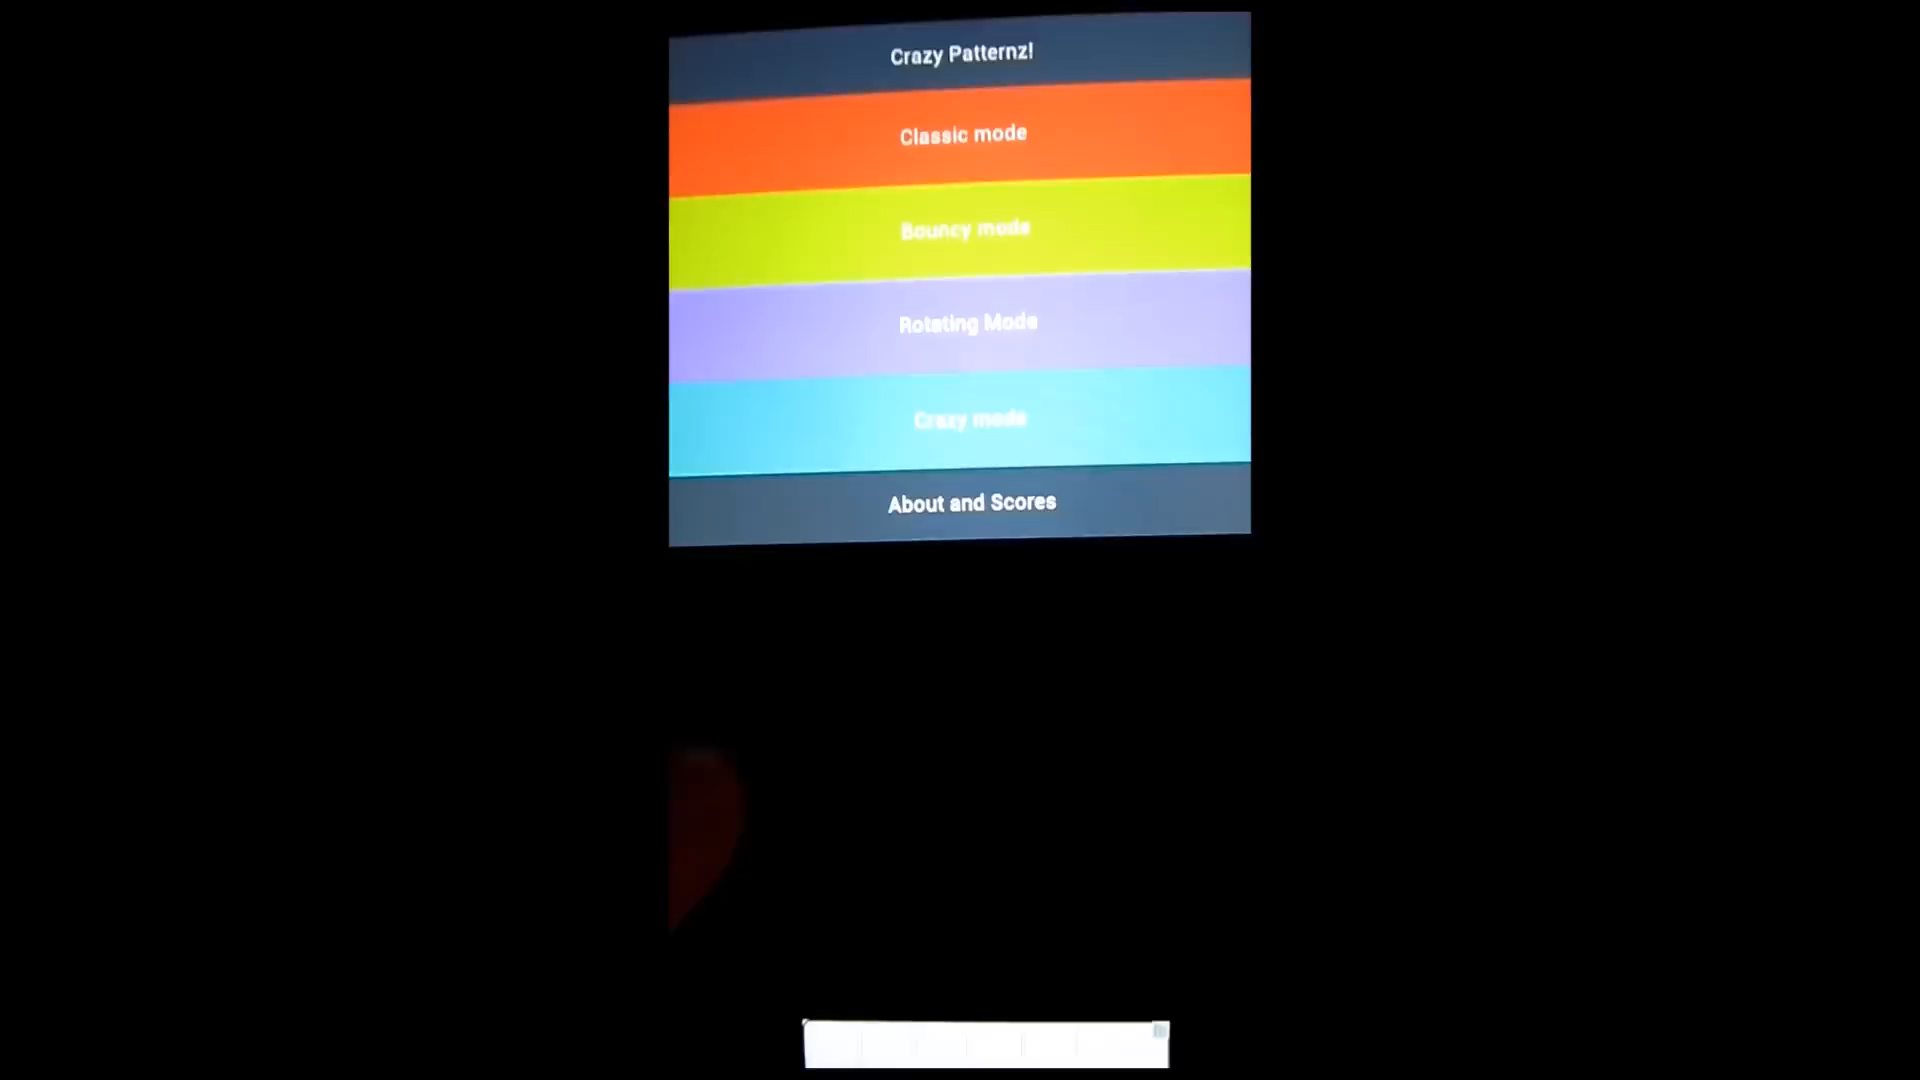 Crazy Patternz!
Classic mode
Bouncy mode
Rotating Mode
Crazy mode
About and Scores